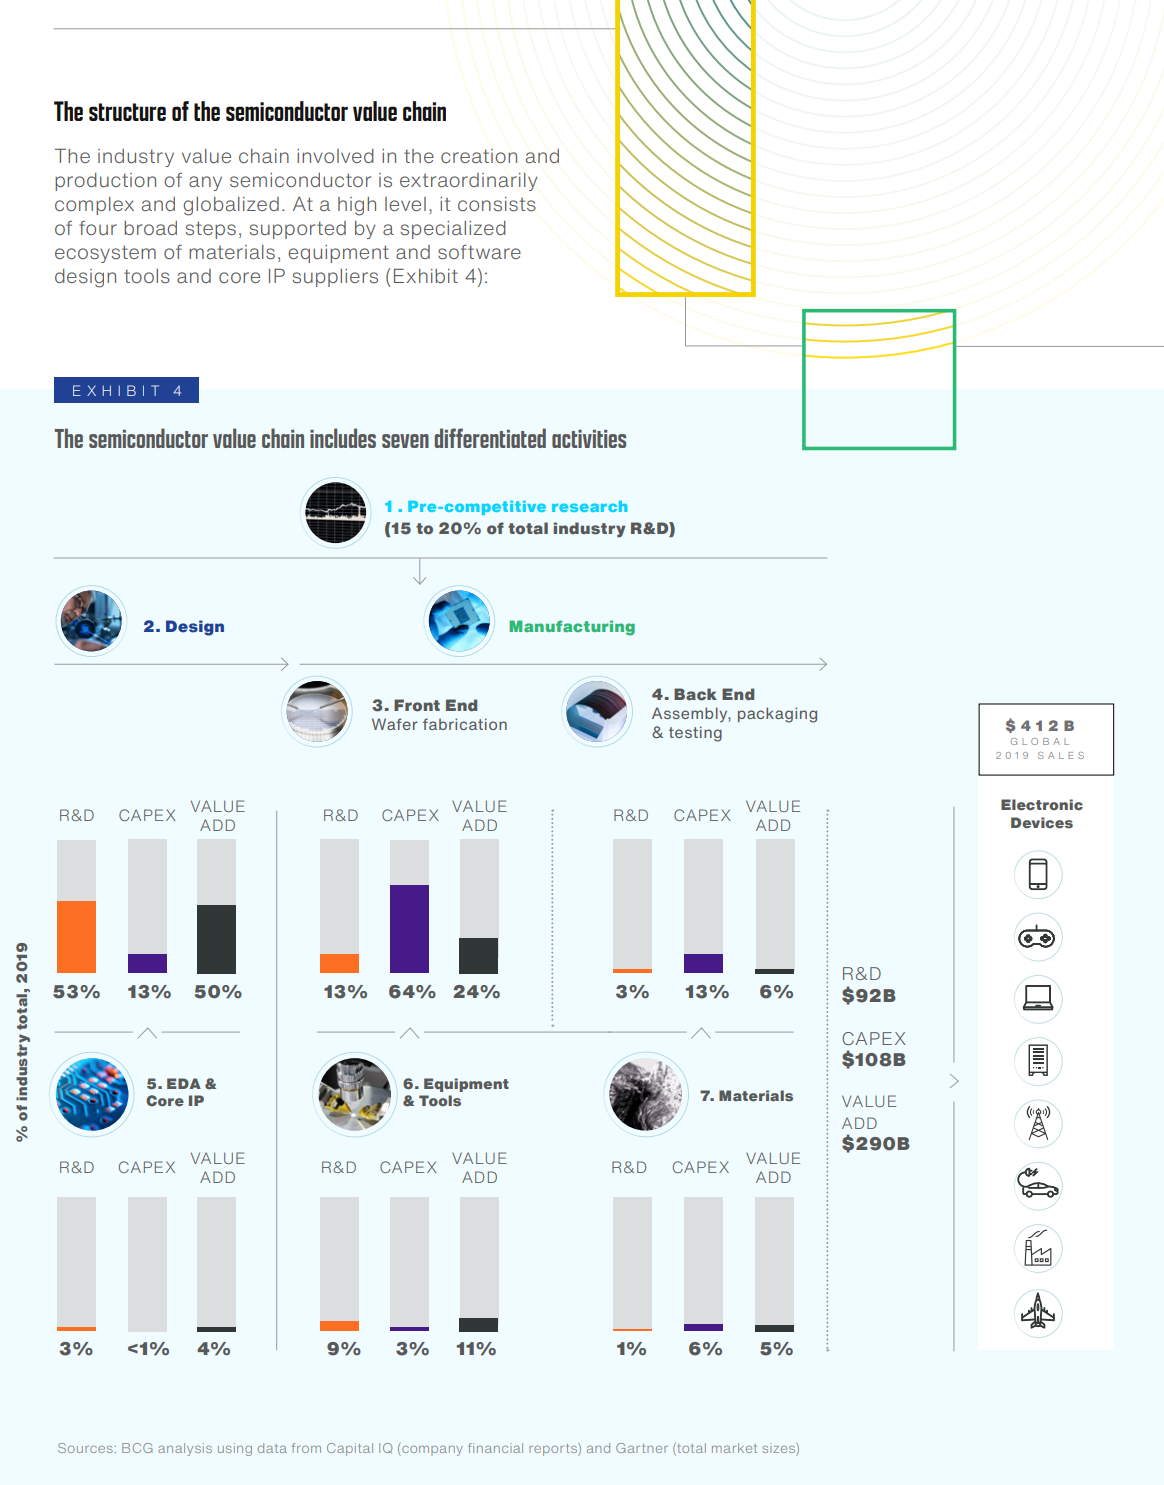 The structure of the semiconductor value chain
The industry value chain involved in the creation and
production of any semiconductor is extraordinarily
complex and globalized. At a high level, it consists
of four broad steps, supported by a specialized
ecosystem of materials, equipment and software
design tools and core IP suppliers (Exhibit 4):
EXHIBIT 4
The semiconductor value chain includes seven differentiated activities
1. Pre-competitive research
(15 to 20% of total industry R&D)
2. Design
Manufacturing
3. Front End
Wafer fabrication
4. Back End
Assembly, packaging
& testing
$412B
GLOBAL
2019 SALES
Electronic
Devices
% of industry total, 2019
R&D CAPEX VALUE ADD
53% 13% 50%
R&D CAPEX VALUE ADD
13% 64% 24%
R&D CAPEX VALUE ADD
3% 13% 6%
R&D
$92B
CAPEX
$108B
VALUE
ADD
$290B
5. EDA &
Core IP
6. Equipment
& Tools
7. Materials
R&D CAPEX VALUE ADD
3% <1% 4%
R&D CAPEX VALUE ADD
9% 3% 11%
R&D CAPEX VALUE ADD
1% 6% 5%
Sources: BCG analysis using data from Capital IQ (company financial reports) and Gartner (total market sizes)